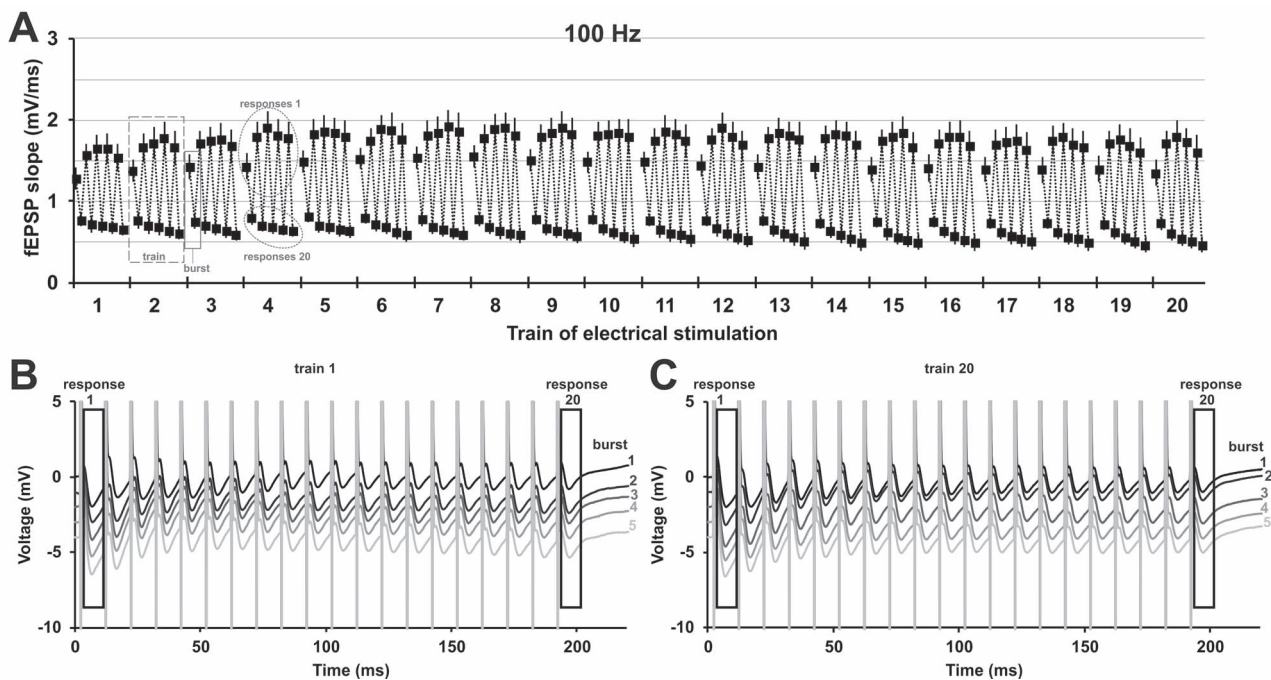 A
100 Hz
fEPSP slope (mV/ms)
3
2
1
0
responses 1
responses 20
train
burst
1 2 3 4 5 6 7 8 9 10 11 12 13 14 15 16 17 18 19 20
Train of electrical stimulation
B
train 1
response
1
response
20
burst
1
2
3
4
5
Voltage (mV)
5
0
-5
-10
0 50 100 150 200
Time (ms)
C
train 20
response
1
response
20
burst
1
2
3
4
5
Voltage (mV)
5
0
-5
-10
0 50 100 150 200
Time (ms)